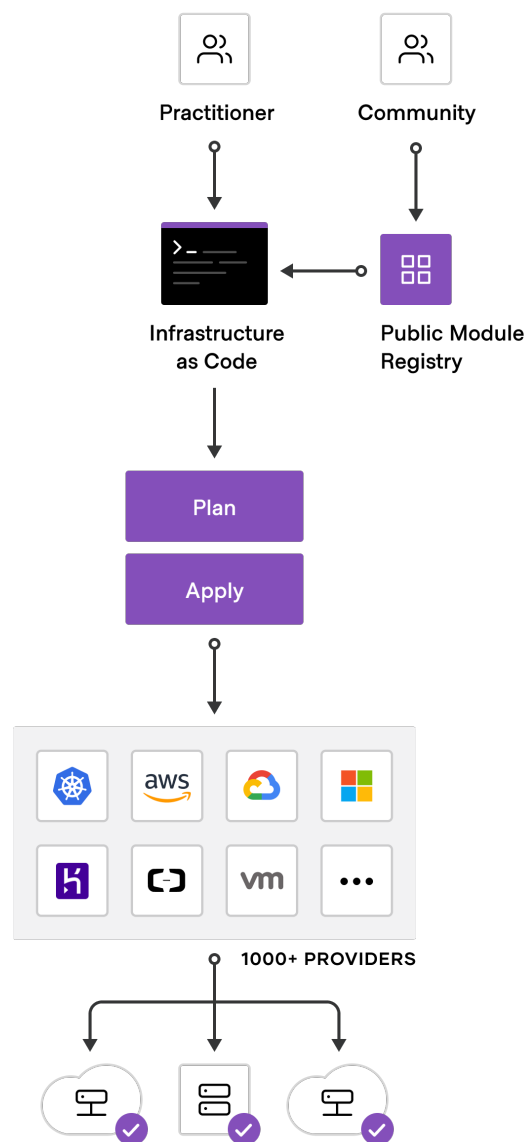 Practitioner
Community
Infrastructure
as Code
Public Module
Registry
Plan
Apply
aws
vm
1000+ PROVIDERS